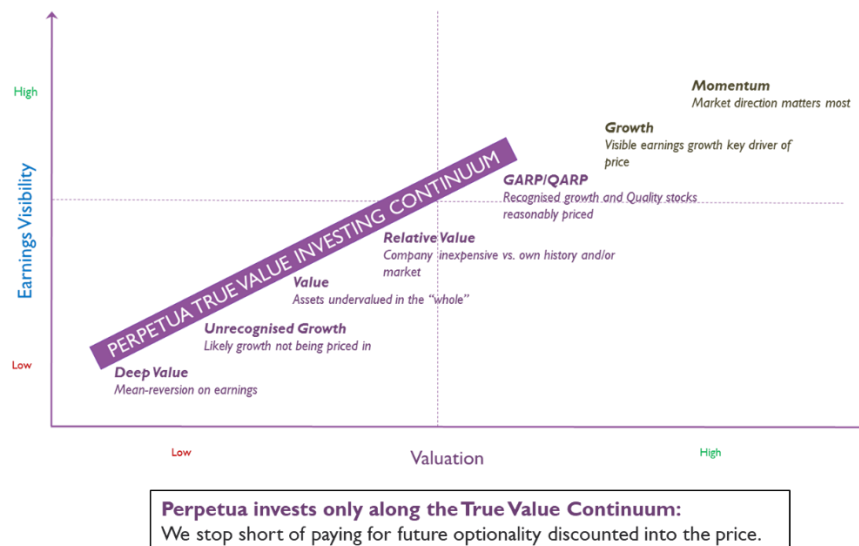 High
Momentum
Market direction matters most
Growth
Visible earnings growth key driver of
price
PERPETUA TRUE VALUE INVESTING CONTINUUM
GARP/QARP
Recognised growth and Quality stocks
reasonably priced
Earnings Visibility
Relative Value
Company inexpensive vs. own history and/or
market
Value
Assets undervalued in the “whole”
Unrecognised Growth
Likely growth not being priced in
Low
Deep Value
Mean-reversion on earnings
Low
Valuation
High
Perpetua invests only along the True Value Continuum:
We stop short of paying for future optionality discounted into the price.